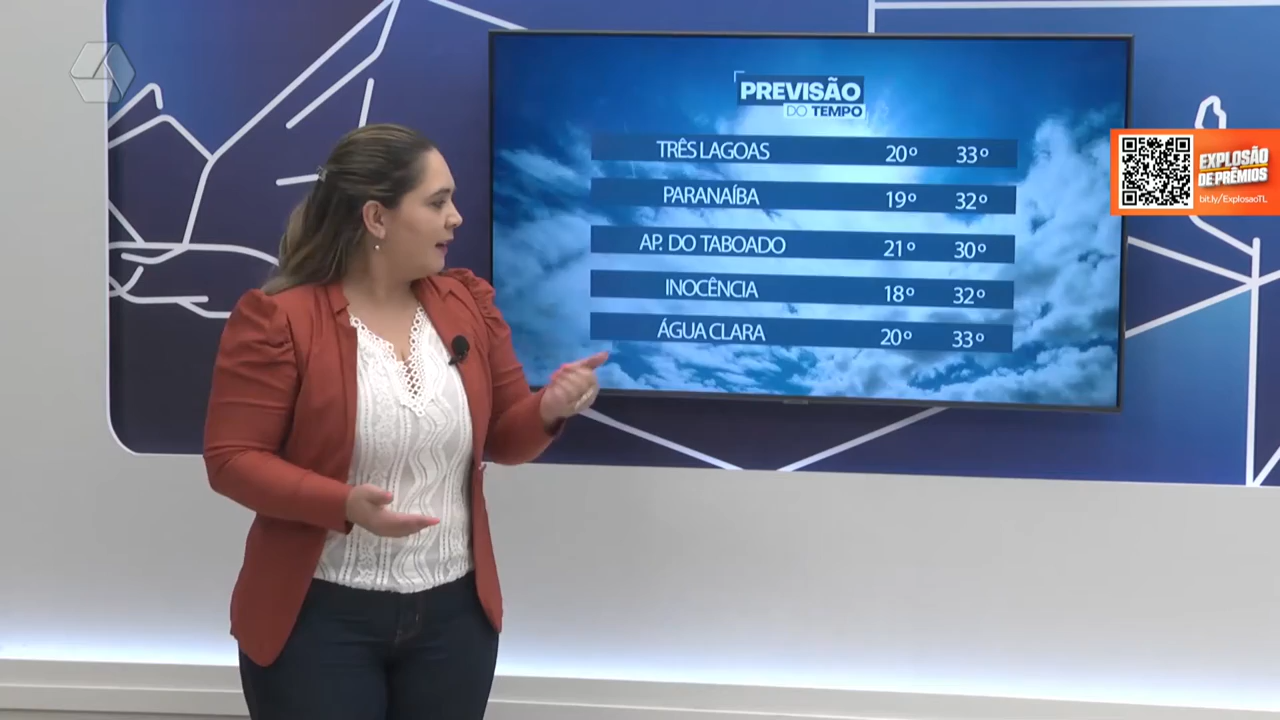 PREVISÃO
DO TEMPO
TRÊS LAGOAS 20º 33º
PARANAÍBA 19º 32º
AP. DO TABOADO 21º 30º
INOCÊNCIA 18º 32º
ÁGUA CLARA 20º 33º
EXPLOSÃO
DE PRÊMIOS
bit.ly/ExplosaoTL